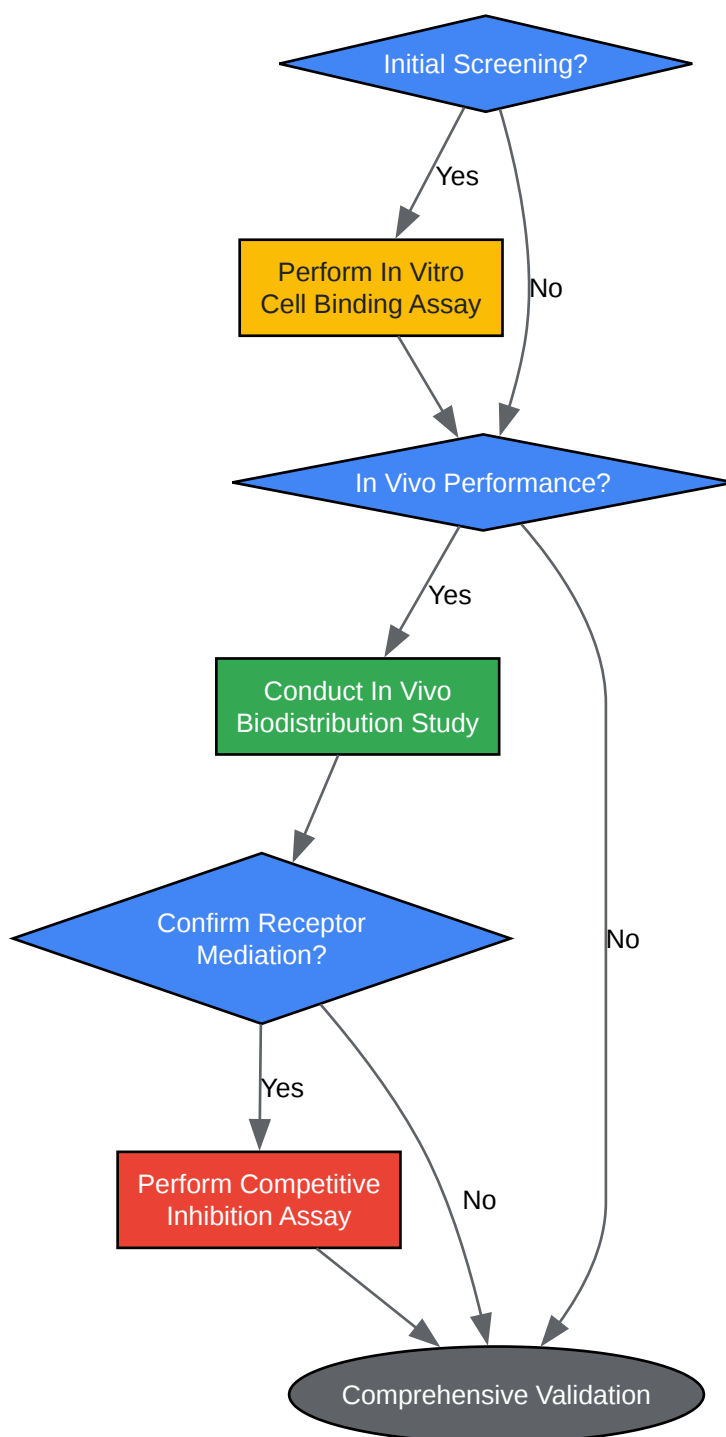 Initial Screening?
Yes
Perform In Vitro
Cell Binding Assay
No
In Vivo Performance?
Yes
Conduct In Vivo
Biodistribution Study
Confirm Receptor
Mediation?
No
Yes
Perform Competitive
Inhibition Assay
No
Comprehensive Validation